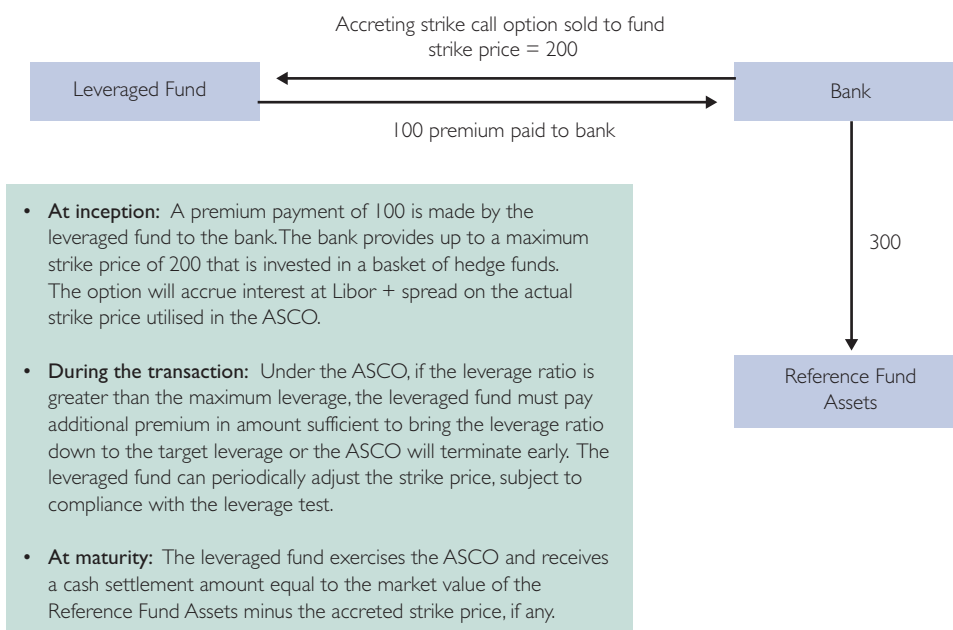 Accreting strike call option sold to fund
strike price = 200
Leveraged Fund
Bank
100 premium paid to bank
• At inception: A premium payment of 100 is made by the
leveraged fund to the bank. The bank provides up to a maximum
strike price of 200 that is invested in a basket of hedge funds.
The option will accrue interest at Libor + spread on the actual
strike price utilised in the ASCO.
• During the transaction: Under the ASCO, if the leverage ratio is
greater than the maximum leverage, the leveraged fund must pay
additional premium in amount sufficient to bring the leverage ratio
down to the target leverage or the ASCO will terminate early. The
leveraged fund can periodically adjust the strike price, subject to
compliance with the leverage test.
• At maturity: The leveraged fund exercises the ASCO and receives
a cash settlement amount equal to the market value of the
Reference Fund Assets minus the accreted strike price, if any.
300
Reference Fund
Assets